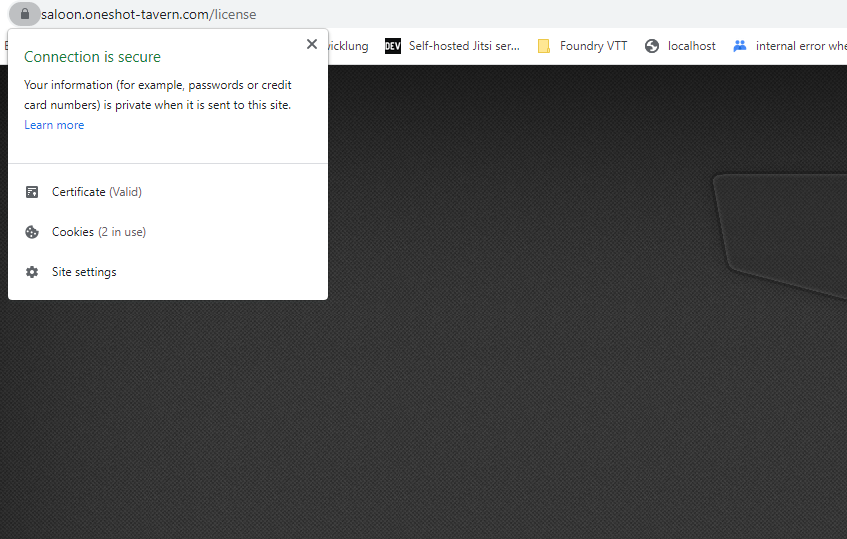 saloon.oneshot-tavern.com/license
wicklung DEV Self-hosted Jitsi ser... Foundry VTT localhost internal error whe
Connection is secure
Your information (for example, passwords or credit
card numbers) is private when it is sent to this site.
Learn more
Certificate (Valid)
Cookies (2 in use)
Site settings